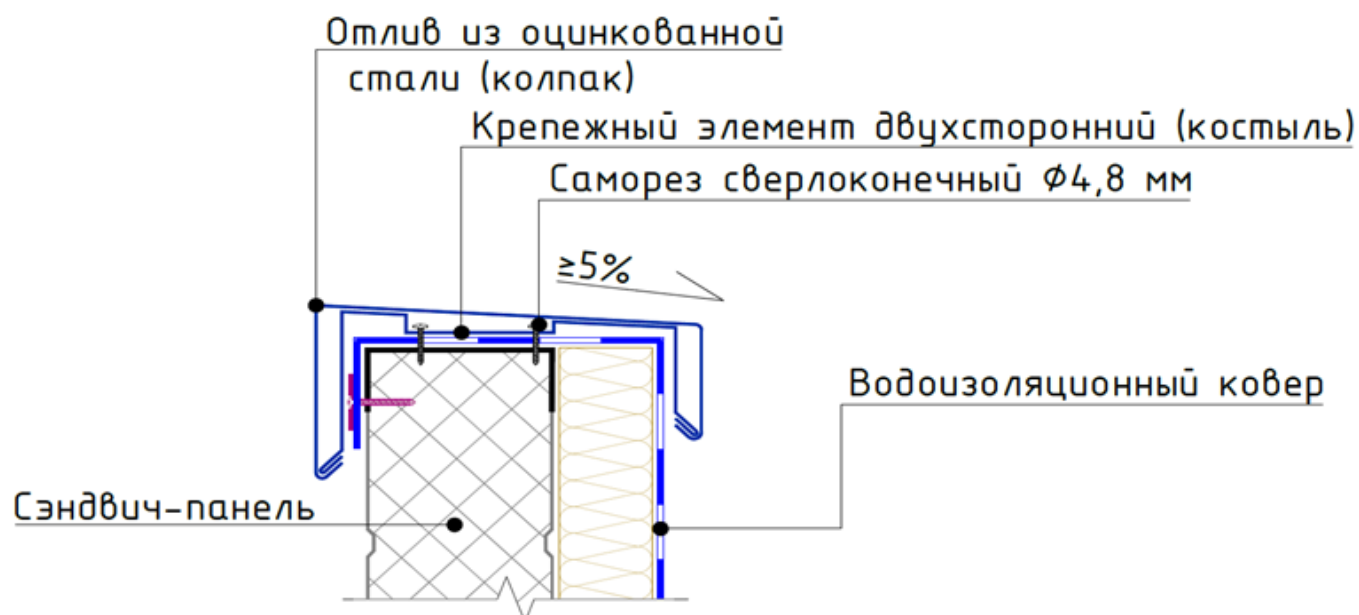 Отлив из оцинкованной
стали (колпак)
Крепежный элемент двухсторонний (костыль)
Саморез сверлоконечный Ф4,8 мм
≥5%
Водоизоляционный ковер
Сэндвич-панель